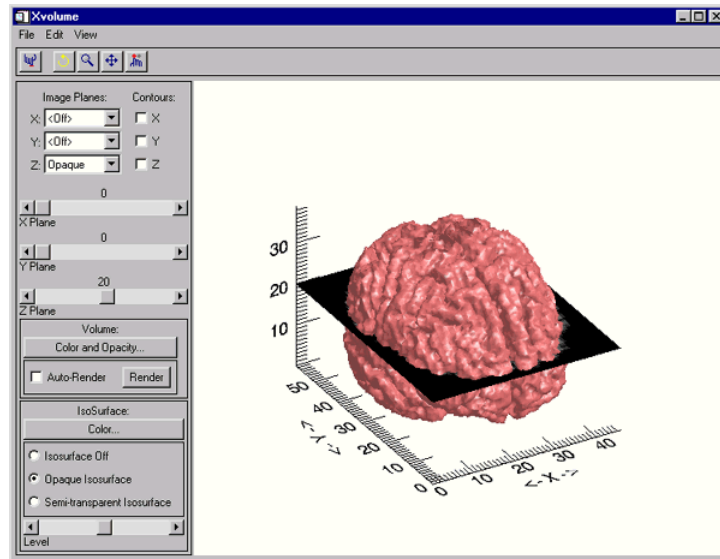 Xvolume
File Edit View
Image Planes: Contours:
X: <Off> X
Y: <Off> Y
Z: Opaque Z
0
X Plane
0
Y Plane
20
Z Plane
Volume:
Color and Opacity...
Auto-Render Render
IsoSurface:
Color...
Isosurface Off
Opaque Isosurface
Semi-transparent Isosurface
Level
30
20
10
50
40
30
20
10
0
<- Y ->
0 10 20 30 40
<- X ->